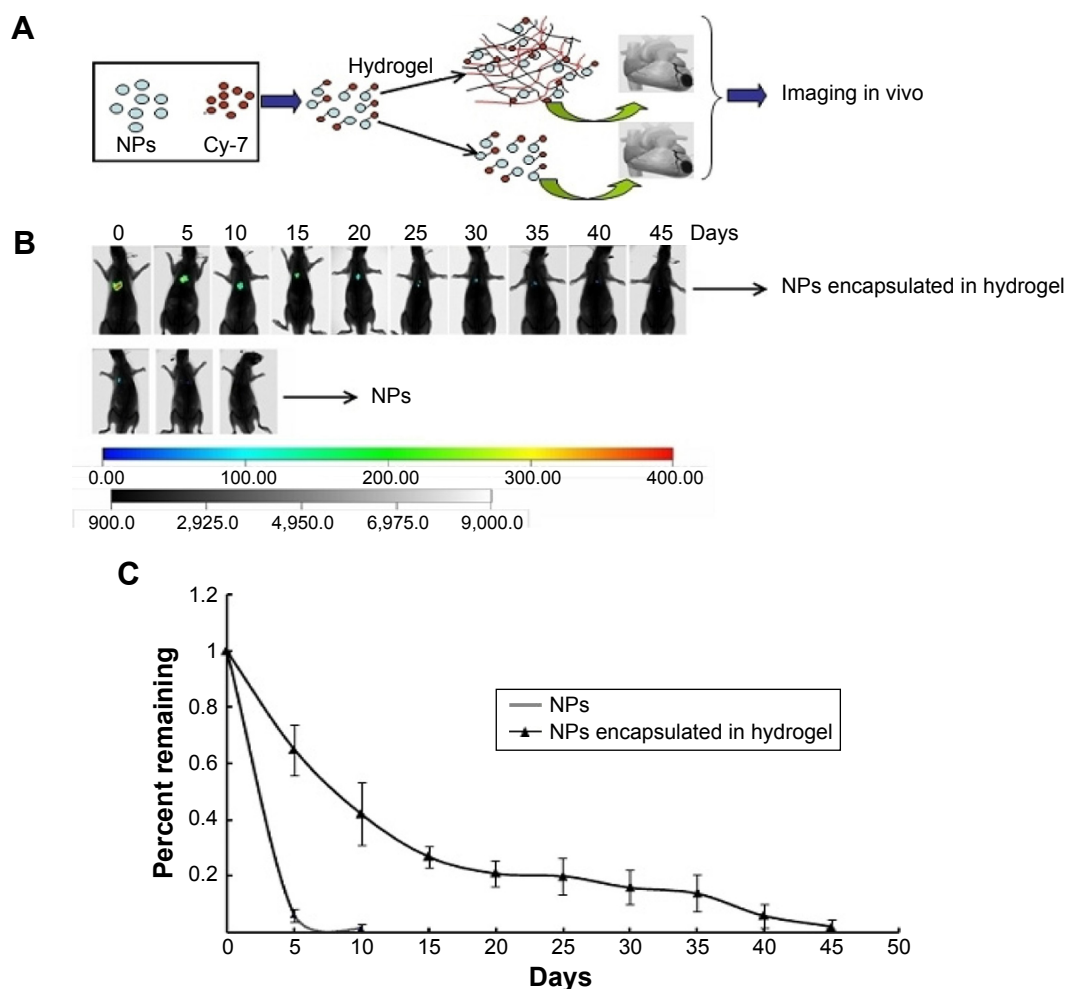 A
Hydrogel
NPs
Cy-7
Imaging in vivo
B
0 5 10 15 20 25 30 35 40 45 Days
NPs encapsulated in hydrogel
NPs
0.00 100.00 200.00 300.00 400.00
900.0 2,925.0 4,950.0 6,975.0 9,000.0
C
1.2
1
0.8
0.6
0.4
0.2
Percent remaining
NPs
NPs encapsulated in hydrogel
0 5 10 15 20 25 30 35 40 45 50
Days